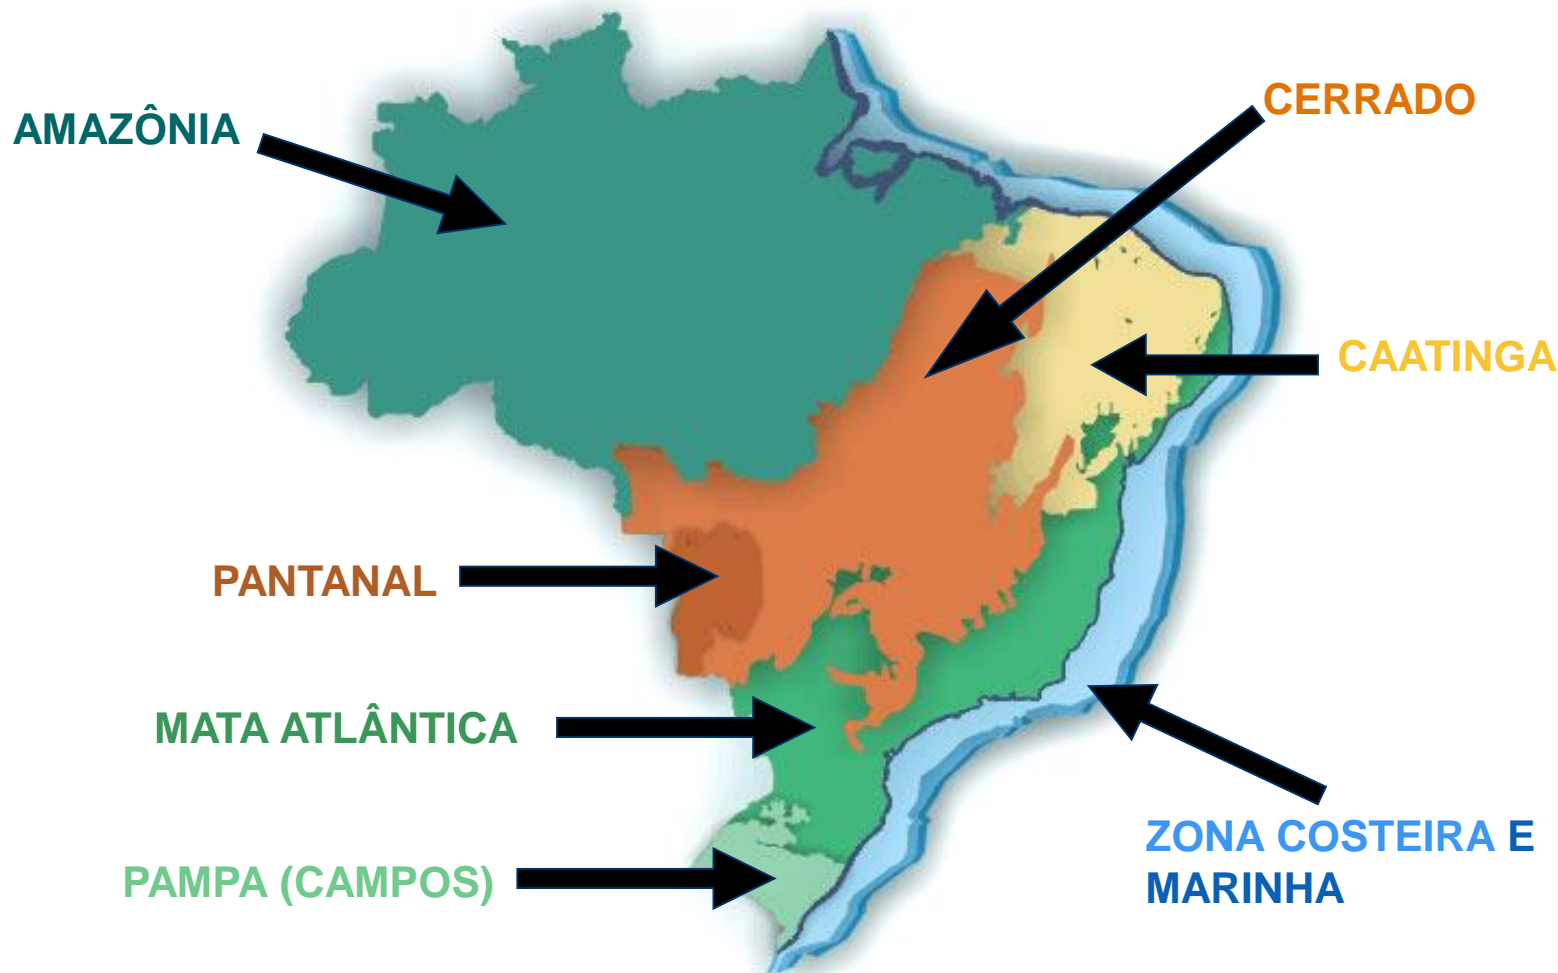 CERRADO
AMAZÔNIA
CAATINGA
PANTANAL
MATA ATLÂNTICA
ZONA COSTEIRA E
MARINHA
PAMPA (CAMPOS)